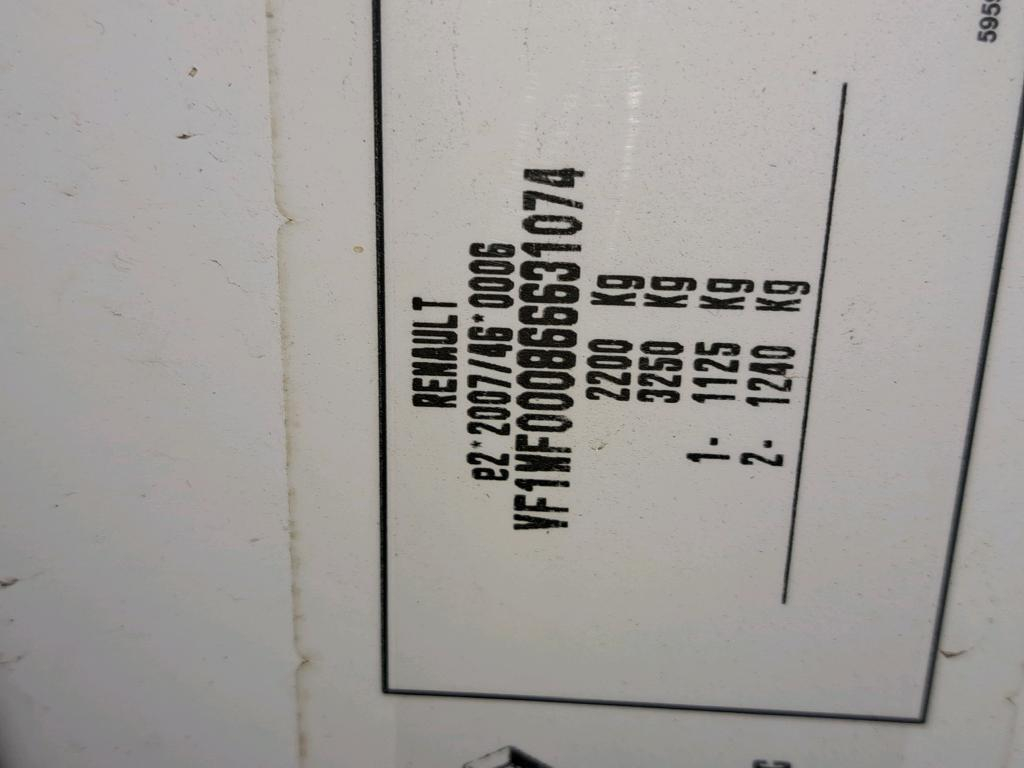 RENAULT
e2*2007/46*0006
VF1MF000866631074
2200 Kg
3250 Kg
1- 1125 Kg
2- 1240 Kg